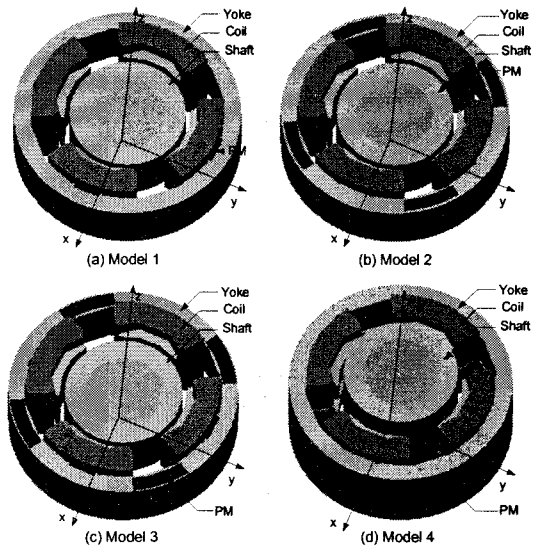 z
Yoke
Coil
Shaft
PM
y
x
(a) Model 1
z
Yoke
Coil
Shaft
PM
y
x
(b) Model 2
z
Yoke
Coil
Shaft
y
x
PM
(c) Model 3
z
Yoke
Coil
Shaft
y
x
PM
(d) Model 4